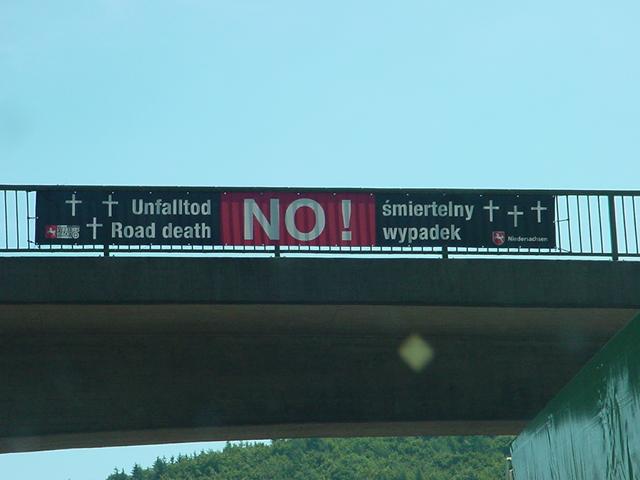 Unfalltod
Road death
NO!
śmiertelny
wypadek
Niedersachsen